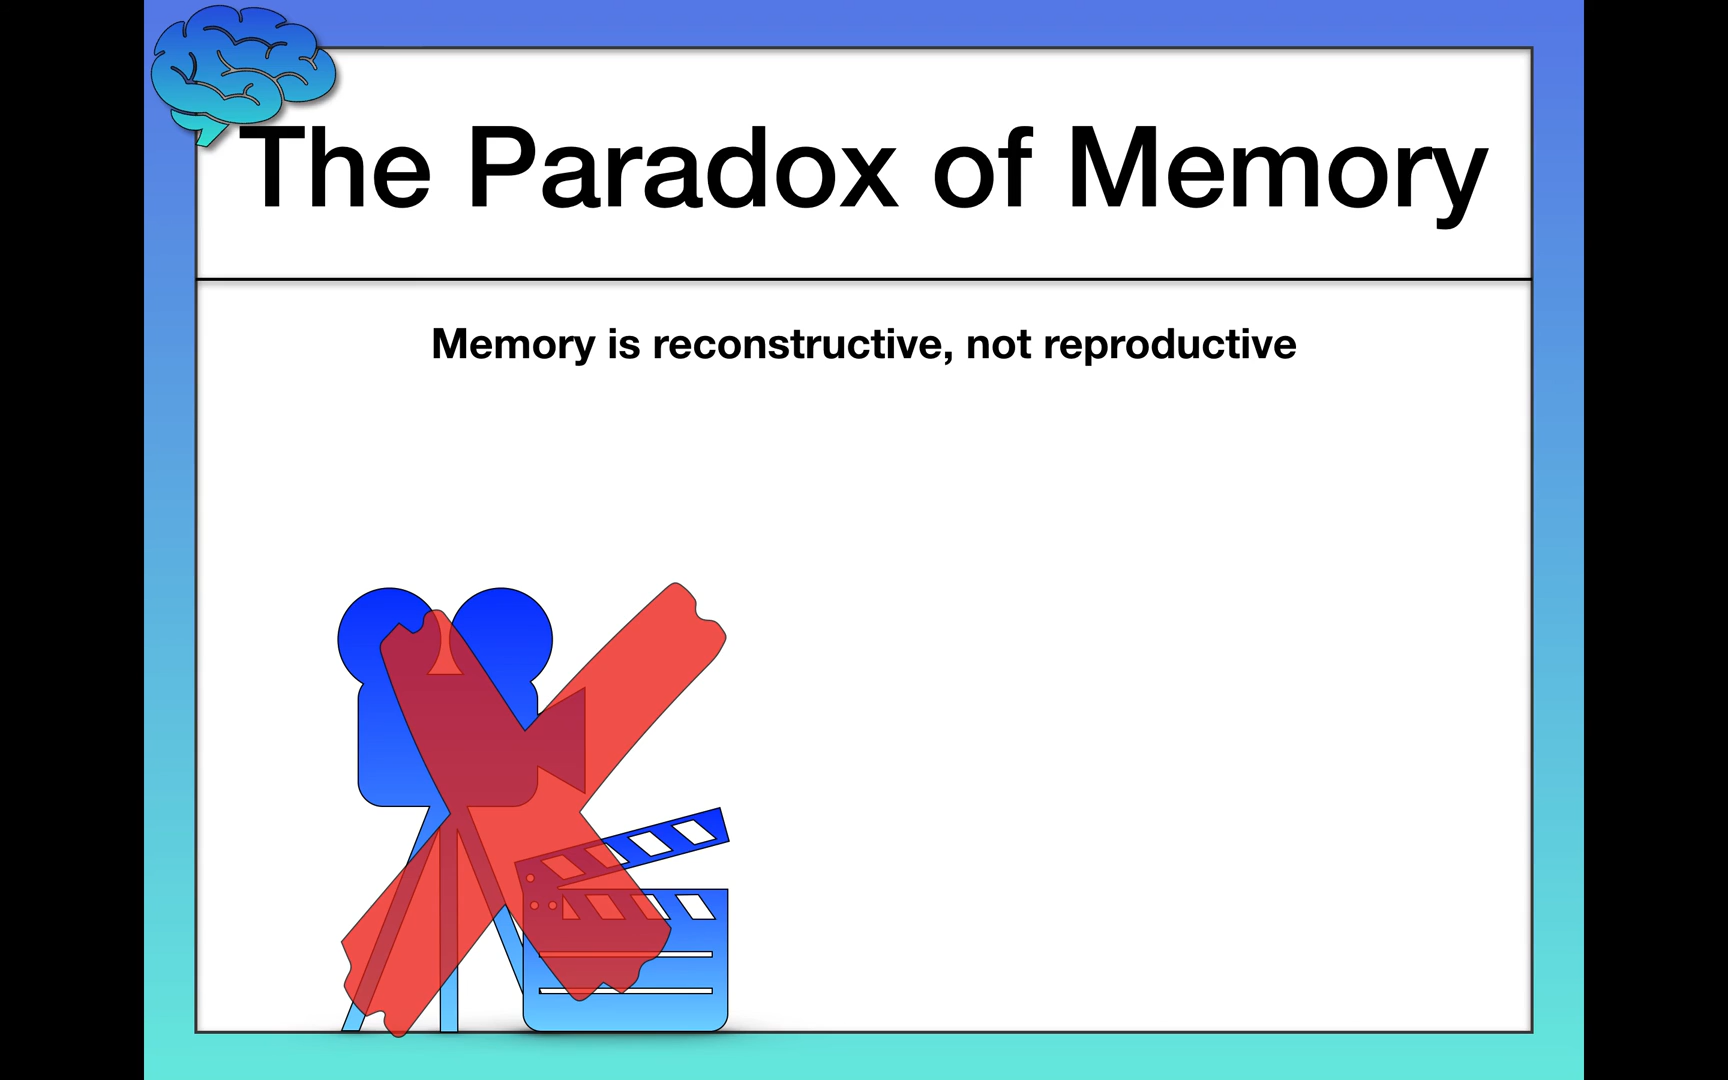 The Paradox of Memory
Memory is reconstructive, not reproductive